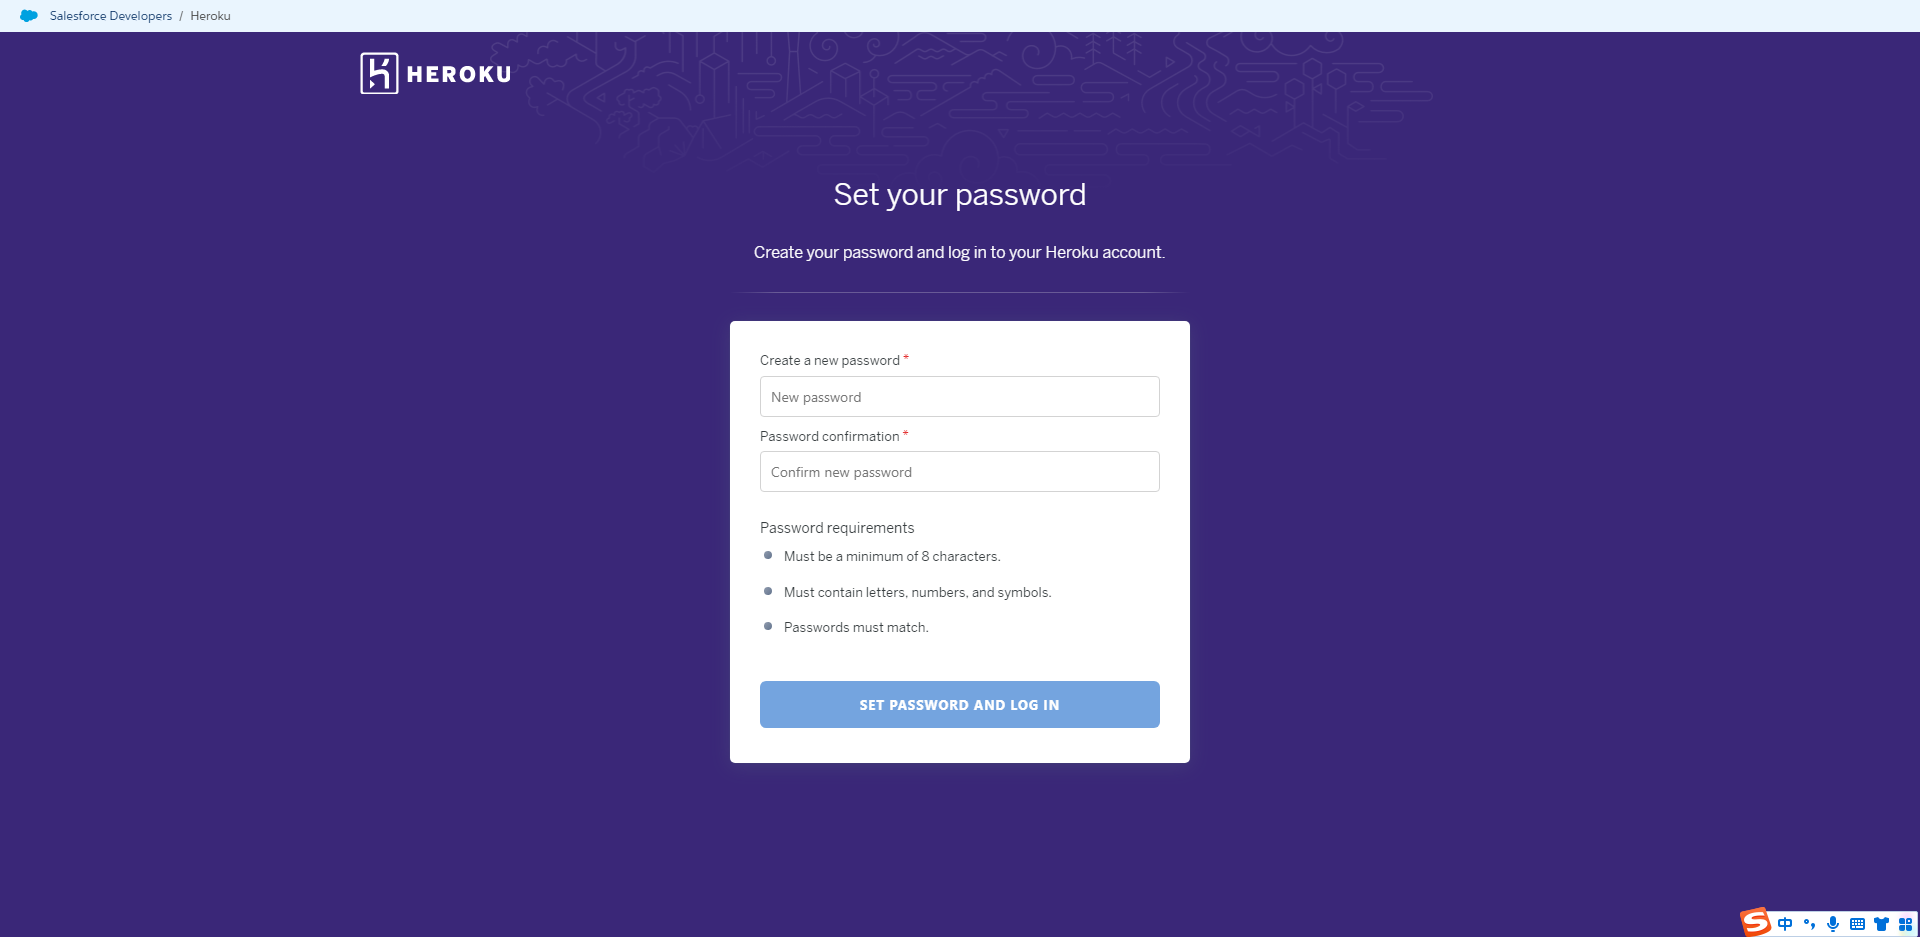 Salesforce Developers / Heroku
HEROKU
Set your password
Create your password and log in to your Heroku account.
Create a new password *
New password
Password confirmation *
Confirm new password
Password requirements
Must be a minimum of 8 characters.
Must contain letters, numbers, and symbols.
Passwords must match.
SET PASSWORD AND LOG IN
S 中